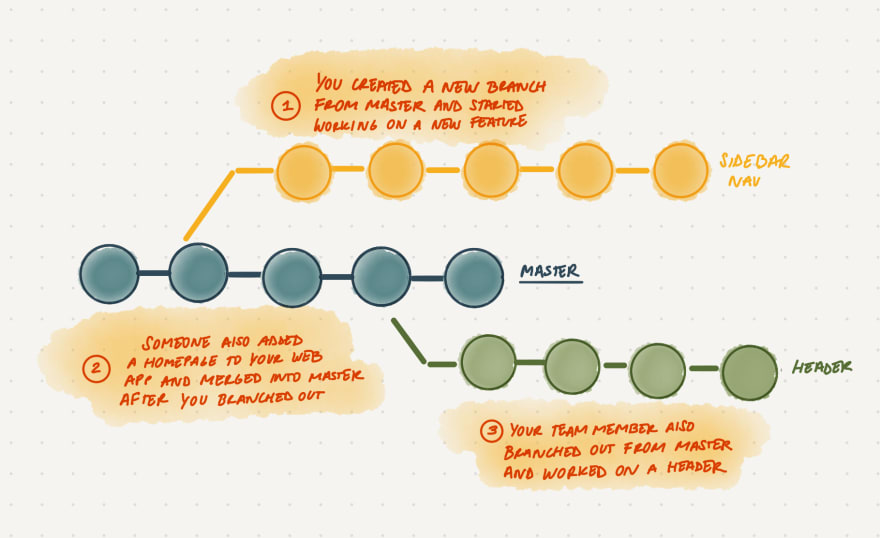 1
YOU CREATED A NEW BRANCH
FROM MASTER AND STARTED
WORKING ON A NEW FEATURE
SIDEBAR
NAV
MASTER
2
SOMEONE ALSO ADDED
A HOMEPAGE TO YOUR WEB
APP AND MERGED INTO MASTER
AFTER YOU BRANCHED OUT
HEADER
3
YOUR TEAM MEMBER ALSO
BRANCHED OUT FROM MASTER
AND WORKED ON A HEADER